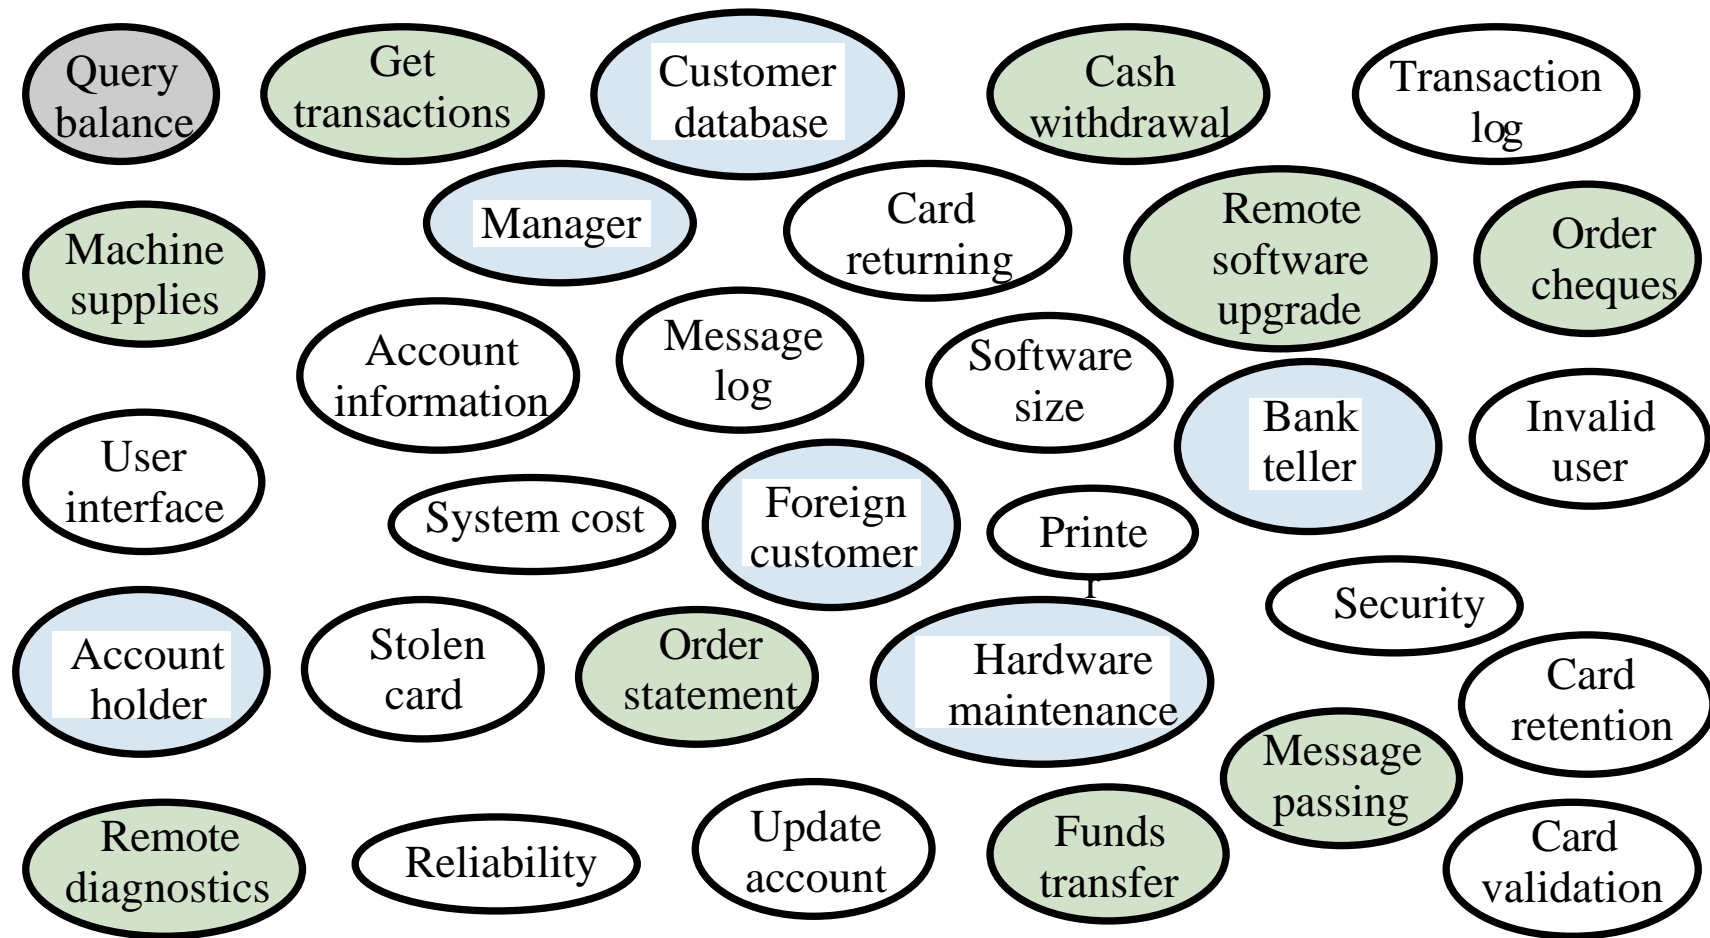 Query
balance
Get
transactions
Customer
database
Cash
withdrawal
Transaction
log
Machine
supplies
Manager
Card
returning
Remote
software
upgrade
Order
cheques
Account
information
Message
log
Software
size
Bank
teller
Invalid
user
User
interface
System cost
Foreign
customer
Printe
r
Security
Account
holder
Stolen
card
Order
statement
Hardware
maintenance
Card
retention
Message
passing
Remote
diagnostics
Reliability
Update
account
Funds
transfer
Card
validation